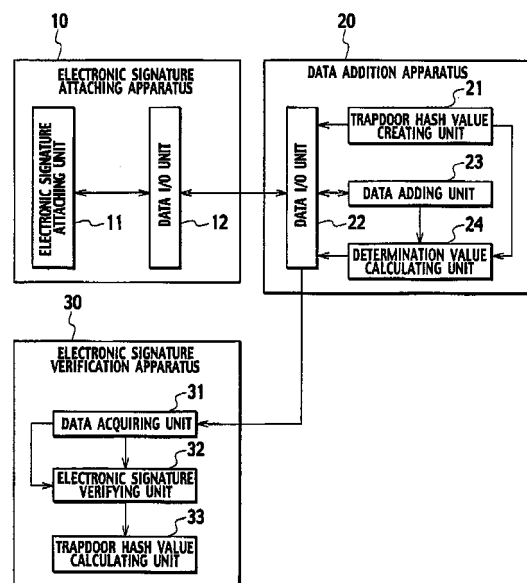 10
ELECTRONIC SIGNATURE
ATTACHING APPARATUS
ELECTRONIC SIGNATURE
ATTACHING UNIT
11
DATA I/O UNIT
12
20
DATA ADDITION APPARATUS
21
TRAPDOOR HASH VALUE
CREATING UNIT
DATA I/O UNIT
22
23
DATA ADDING UNIT
24
DETERMINATION VALUE
CALCULATING UNIT
30
ELECTRONIC SIGNATURE
VERIFICATION APPARATUS
31
DATA ACQUIRING UNIT
32
ELECTRONIC SIGNATURE
VERIFYING UNIT
33
TRAPDOOR HASH VALUE
CALCULATING UNIT